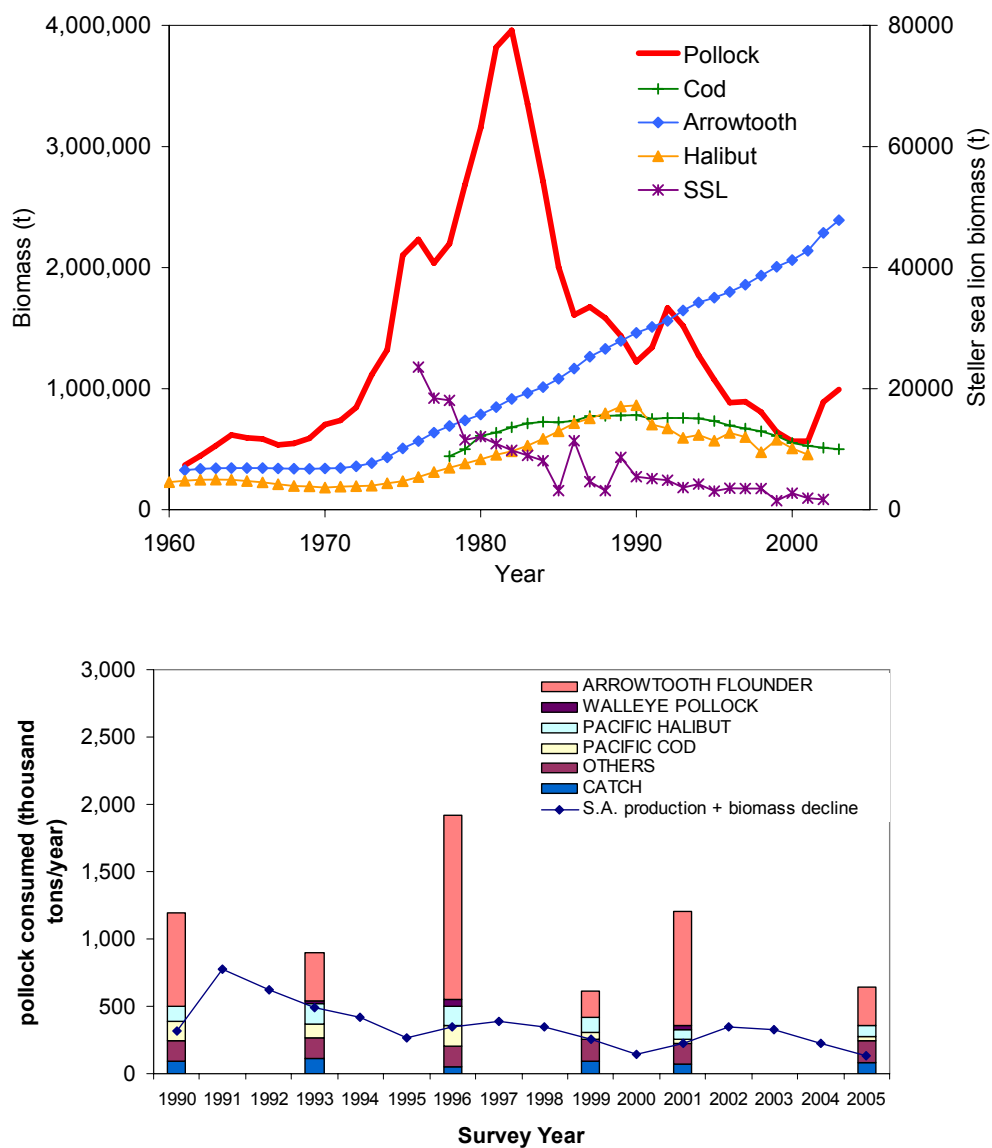 4,000,000
3,000,000
2,000,000
1,000,000
0
Biomass (t)
80000
60000
40000
20000
0
Steller sea lion biomass (t)
Pollock
Cod
Arrowtooth
Halibut
SSL
1960 1970 1980 1990 2000
Year
3,000
2,500
2,000
1,500
1,000
500
0
pollock consumed (thousand
tons/year)
ARROWTOOTH FLOUNDER
WALLEYE POLLOCK
PACIFIC HALIBUT
PACIFIC COD
OTHERS
CATCH
S.A. production + biomass decline
1990 1991 1992 1993 1994 1995 1996 1997 1998 1999 2000 2001 2002 2003 2004 2005
Survey Year